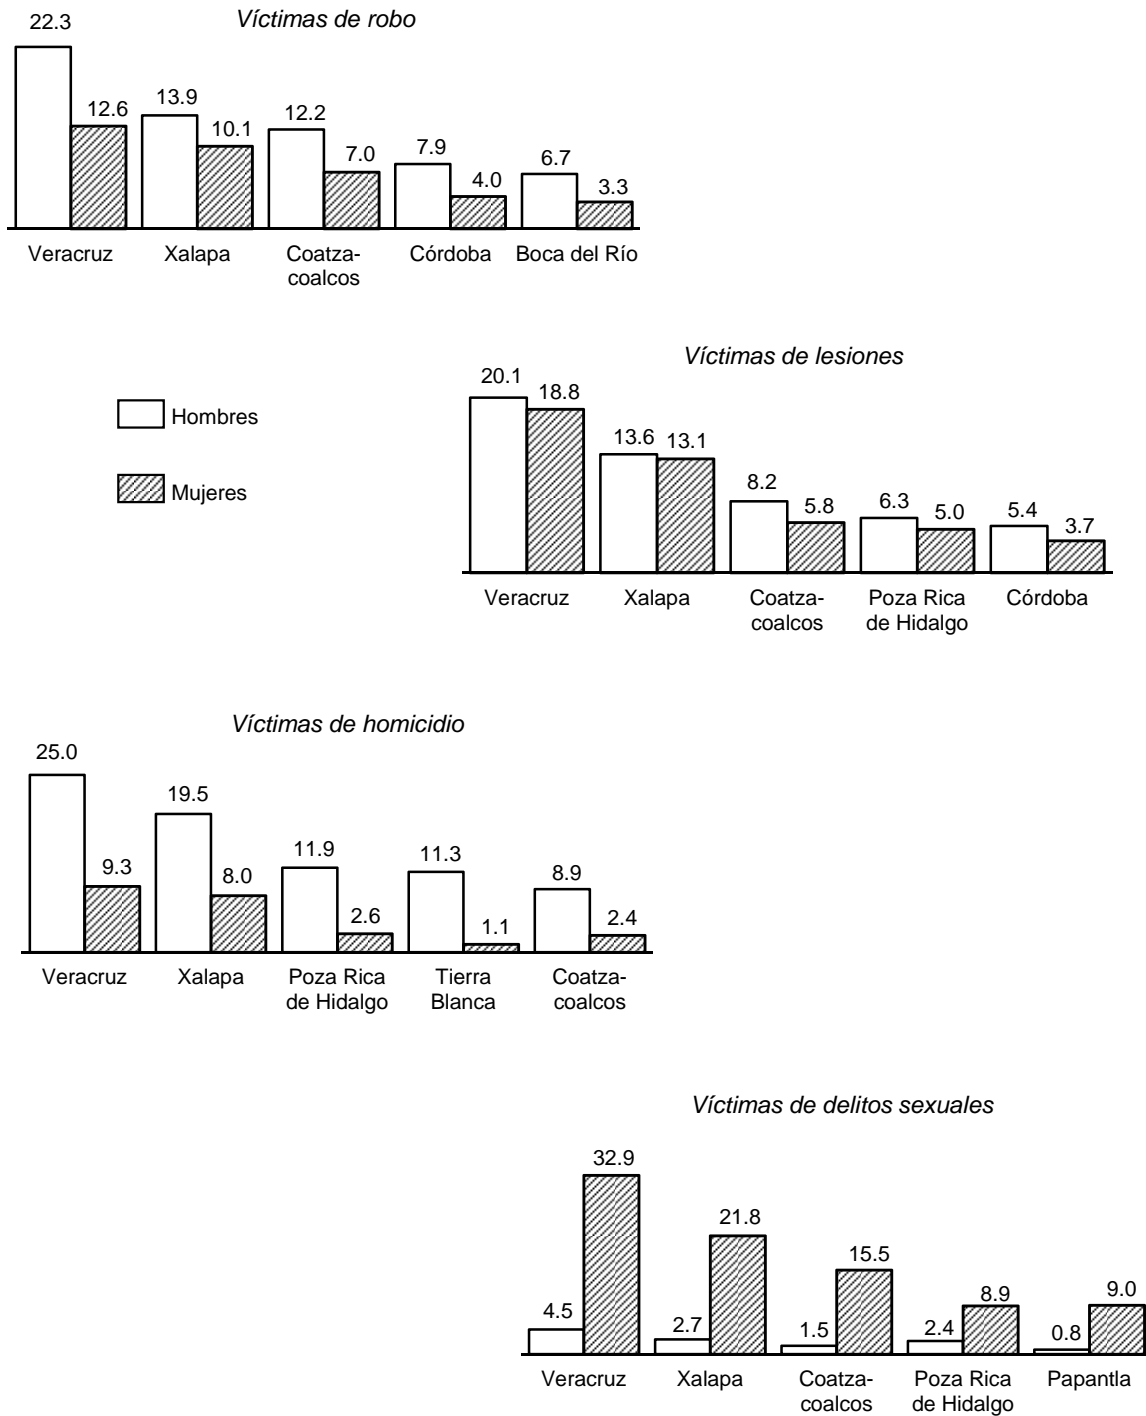 Víctimas de robo
22.3
12.6
13.9
10.1
12.2
7.0
7.9
4.0
6.7
3.3
Veracruz
Xalapa
Coatza-
coalcos
Córdoba
Boca del Río
Hombres
Mujeres
Víctimas de lesiones
20.1
18.8
13.6
13.1
8.2
5.8
6.3
5.0
5.4
3.7
Veracruz
Xalapa
Coatza-
coalcos
Poza Rica
de Hidalgo
Córdoba
Víctimas de homicidio
25.0
9.3
19.5
8.0
11.9
2.6
11.3
1.1
8.9
2.4
Veracruz
Xalapa
Poza Rica
de Hidalgo
Tierra
Blanca
Coatza-
coalcos
Víctimas de delitos sexuales
4.5
32.9
2.7
21.8
1.5
15.5
2.4
8.9
0.8
9.0
Veracruz
Xalapa
Coatza-
coalcos
Poza Rica
de Hidalgo
Papantla